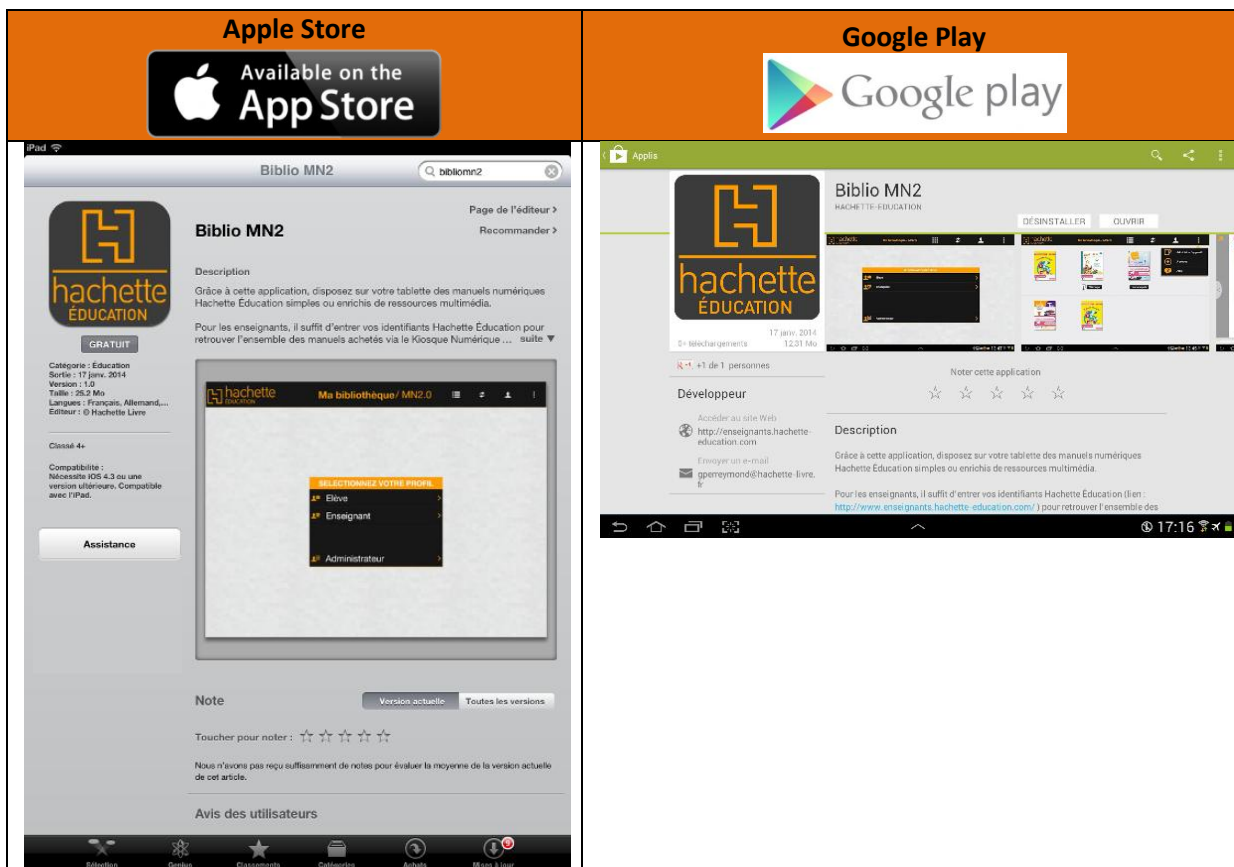 Apple Store
Available on the
App Store
Google Play
Google play
iPad
Biblio MN2
bibliomn2
hachette
ÉDUCATION
GRATUIT
Catégorie : Éducation
Sortie : 17 janv. 2014
Version : 1.0
Taille : 25.2 Mo
Langues : Français, Allemand,...
Éditeur : © Hachette Livre
Classé 4+
Compatibilité :
Nécessite iOS 4.3 ou une
version ultérieure. Compatible
avec l'iPad.
Assistance
Page de l'éditeur >
Biblio MN2
Recommander >
Description
Grâce à cette application, disposez sur votre tablette des manuels numériques
Hachette Éducation simples ou enrichis de ressources multimédia.
Pour les enseignants, il suffit d'entrer vos identifiants Hachette Éducation pour
retrouver l'ensemble des manuels achetés via le Kiosque Numérique ... suite ▼
hachette
ÉDUCATION
Ma bibliothèque/ MN2.0
SELECTIONNEZ VOTRE PROFIL
Elève
Enseignant
Administrateur
Note
Version actuelle
Toutes les versions
Toucher pour noter :
Nous n'avons pas reçu suffisamment de notes pour évaluer la moyenne de la version actuelle
de cet article.
Avis des utilisateurs
Sélection
Genius
Classements
Catégories
Achats
Mises à jour
Applis
hachette
ÉDUCATION
Biblio MN2
HACHETTE-EDUCATION
DÉSINSTALLER
OUVRIR
17 janv. 2014
téléchargements
12,31 Mo
+1 de 1 personnes
Développeur
Accéder au site Web
http://enseignants.hachette-
education.com
Envoyer un e-mail
gperreymond@hachette-livre.
fr
Noter cette application
Description
Grâce à cette application, disposez sur votre tablette des manuels numériques
Hachette Éducation simples ou enrichis de ressources multimédia.
Pour les enseignants, il suffit d'entrer vos identifiants Hachette Éducation (lien :
http://www.enseignants.hachette-education.com/ ) pour retrouver l'ensemble des
17:16